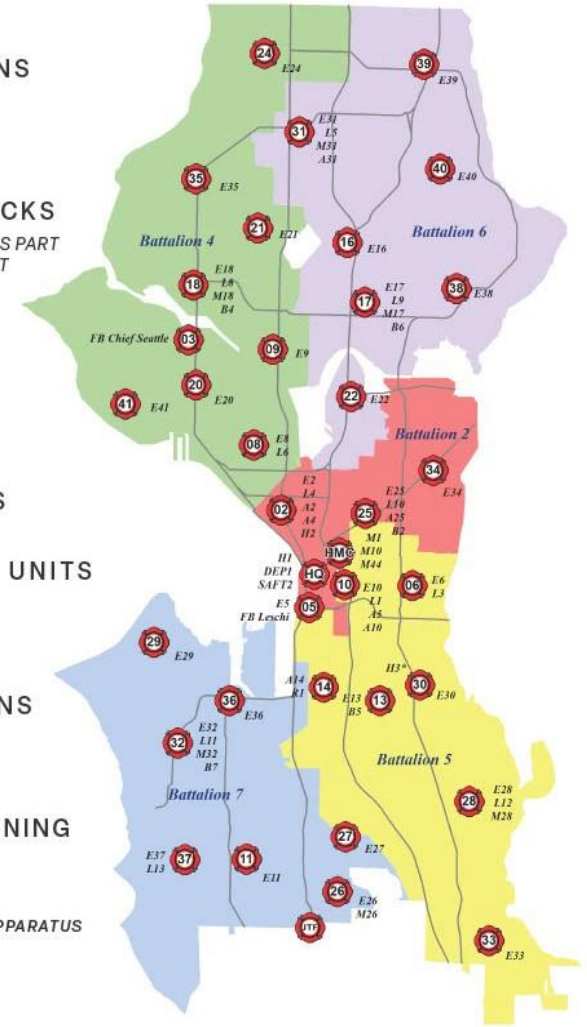 NS
CKS
S PART
T
S
UNITS
NS
NING
PPARATUS
24
E24
39
E39
31
E31
L5
M31
A31
35
E35
40
E40
21
E21
Battalion 4
16
E16
Battalion 6
18
E18
L8
M18
B4
17
E17
L9
M17
B6
38
E38
FB Chief Seattle
03
09
E9
20
E20
41
E41
22
E22
08
E8
L6
Battalion 2
34
E34
02
E2
L4
A2
A4
H2
25
E25
L10
A25
B2
HMC
M1
M10
M44
HQ
H1
DEP1
SAFT2
10
E10
L1
A5
A10
06
E6
L3
05
E5
FB Leschi
29
E29
14
A14
R1
13
E13
B5
30
H3*
E30
36
E36
32
E32
L11
M32
B7
Battalion 5
Battalion 7
28
E28
L12
M28
27
E27
37
E37
L13
11
E11
26
E26
M26
JTF
33
E33